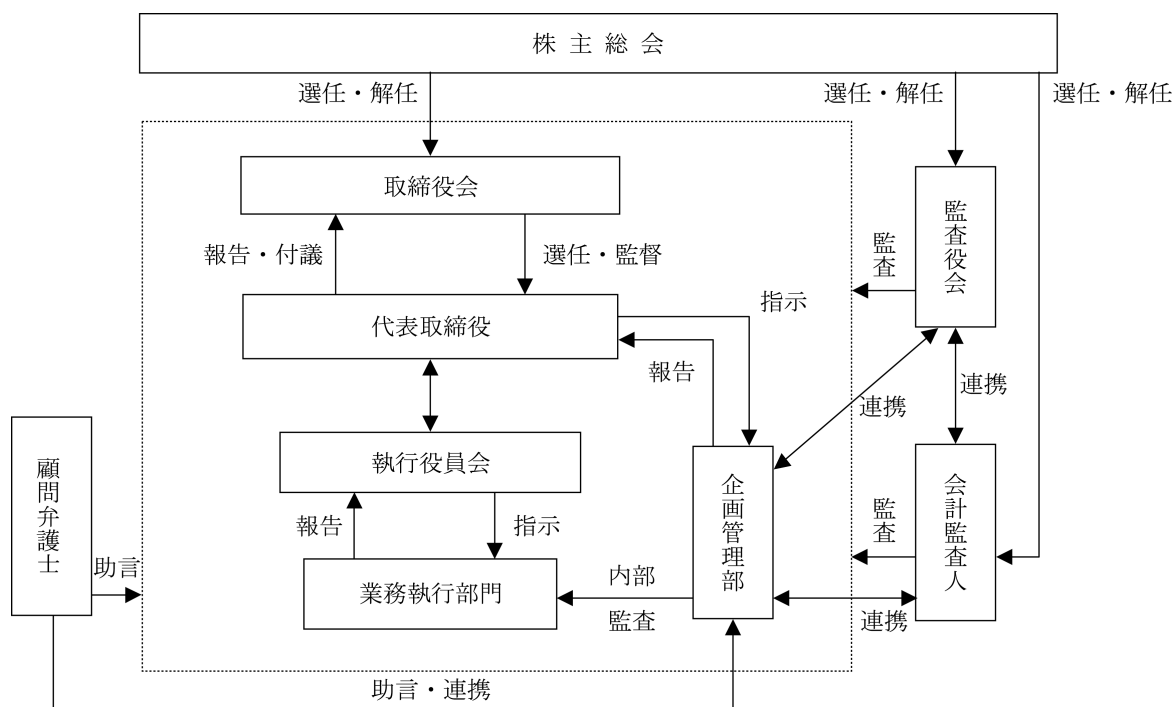 株主総会
選任・解任
選任・解任
選任・解任
取締役会
監査役会
監査
報告・付議
選任・監督
指示
代表取締役
報告
連携
連携
顧問弁護士
執行役員会
企画管理部
会計監査人
監査
報告
指示
助言
業務執行部門
内部
監査
連携
助言・連携